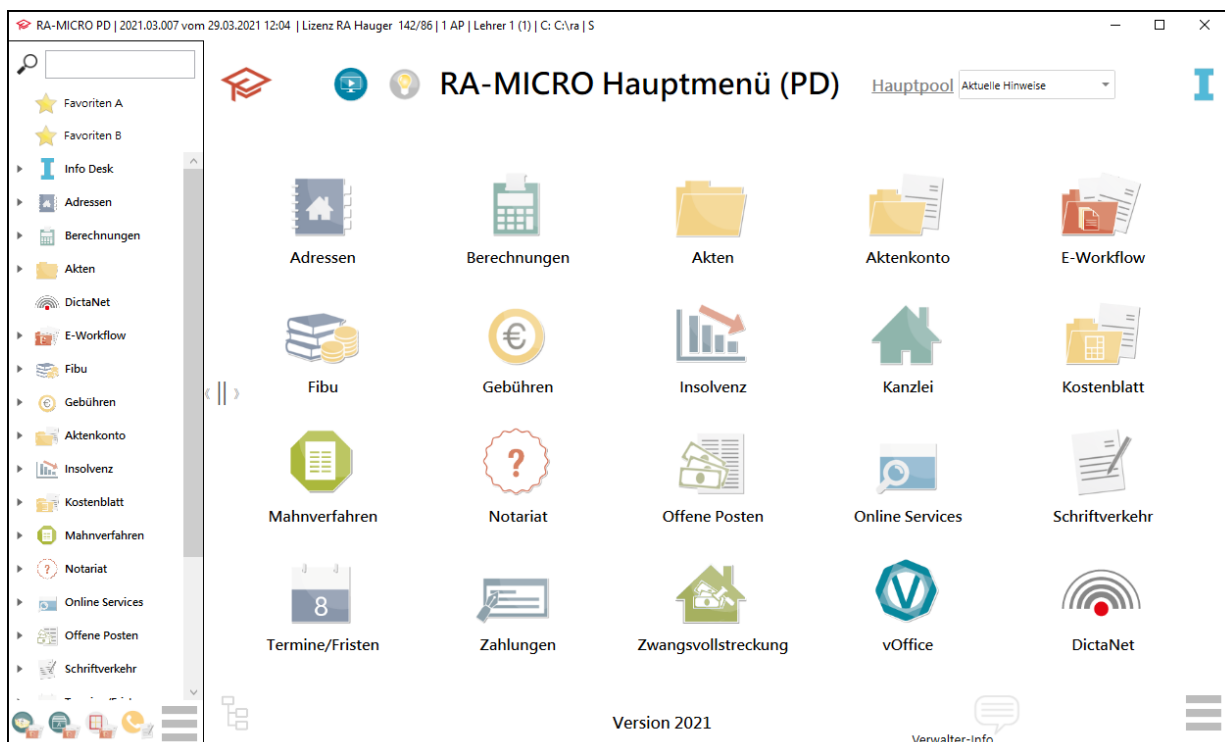 RA-MICRO PD | 2021.03.007 vom 29.03.2021 12:04 | Lizenz RA Hauger 142/86 | 1 AP | Lehrer 1 (1) | C: C:\ra | S
RA-MICRO Hauptmenü (PD)
Hauptpool
Aktuelle Hinweise
Favoriten A
Favoriten B
Info Desk
Adressen
Berechnungen
Akten
DictaNet
E-Workflow
Fibu
Gebühren
Aktenkonto
Insolvenz
Kostenblatt
Mahnverfahren
Notariat
Online Services
Offene Posten
Schriftverkehr
Adressen Berechnungen Akten Aktenkonto E-Workflow
Fibu Gebühren Insolvenz Kanzlei Kostenblatt
Mahnverfahren Notariat Offene Posten Online Services Schriftverkehr
8
Termine/Fristen Zahlungen Zwangsvollstreckung vOffice DictaNet
Version 2021
Verwalter-Info